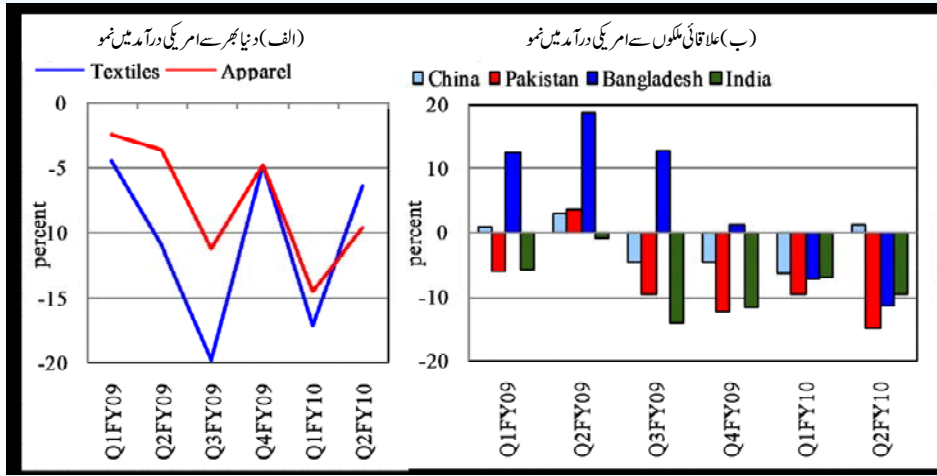 (الف) دنیا بھر سے امریکی درآمد میں نمو
Textiles Apparel
0
-5
-10
-15
-20
percent
Q1FY09 Q2FY09 Q3FY09 Q4FY09 Q1FY10 Q2FY10
(ب) علاقائی ملکوں سے امریکی درآمد میں نمو
China Pakistan Bangladesh India
20
10
0
-10
-20
percent
Q1FY09 Q2FY09 Q3FY09 Q4FY09 Q1FY10 Q2FY10